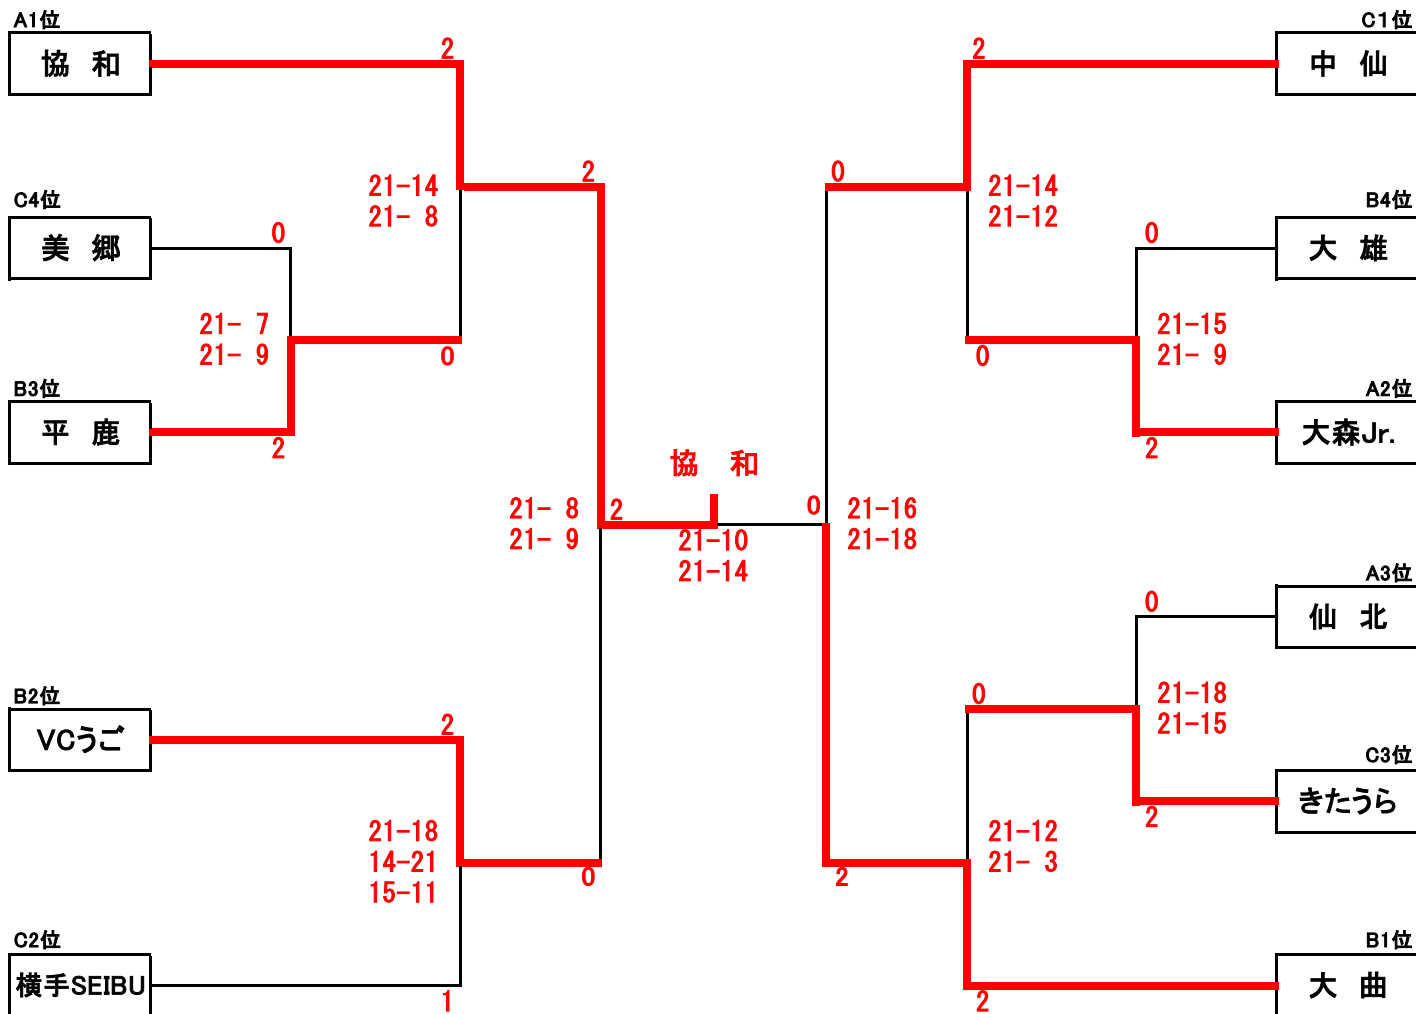 A1位
協 和
2
C1位
中 仙
2
21-14
21- 8
2
0
21-14
21-12
C4位
美 郷
0
B4位
大 雄
0
21- 7
21- 9
0
21-15
21- 9
0
B3位
平 鹿
2
A2位
大森Jr.
2
協 和
21- 8
21- 9
2
21-10
21-14
0
21-16
21-18
A3位
仙 北
0
B2位
VCうご
2
0
21-18
21-15
C3位
きたうら
2
21-18
14-21
15-11
0
2
21-12
21- 3
C2位
横手SEIBU
1
B1位
大 曲
2